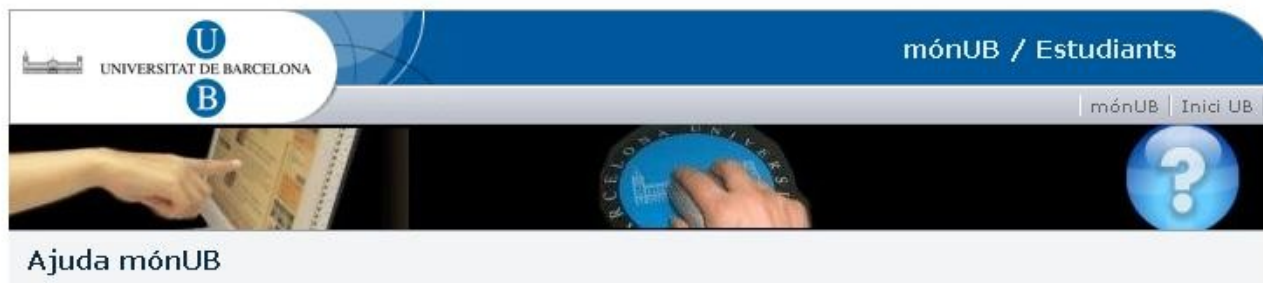 U
UNIVERSITAT DE BARCELONA
B
mónUB / Estudiants
mónUB | Inici UB
?
Ajuda mónUB